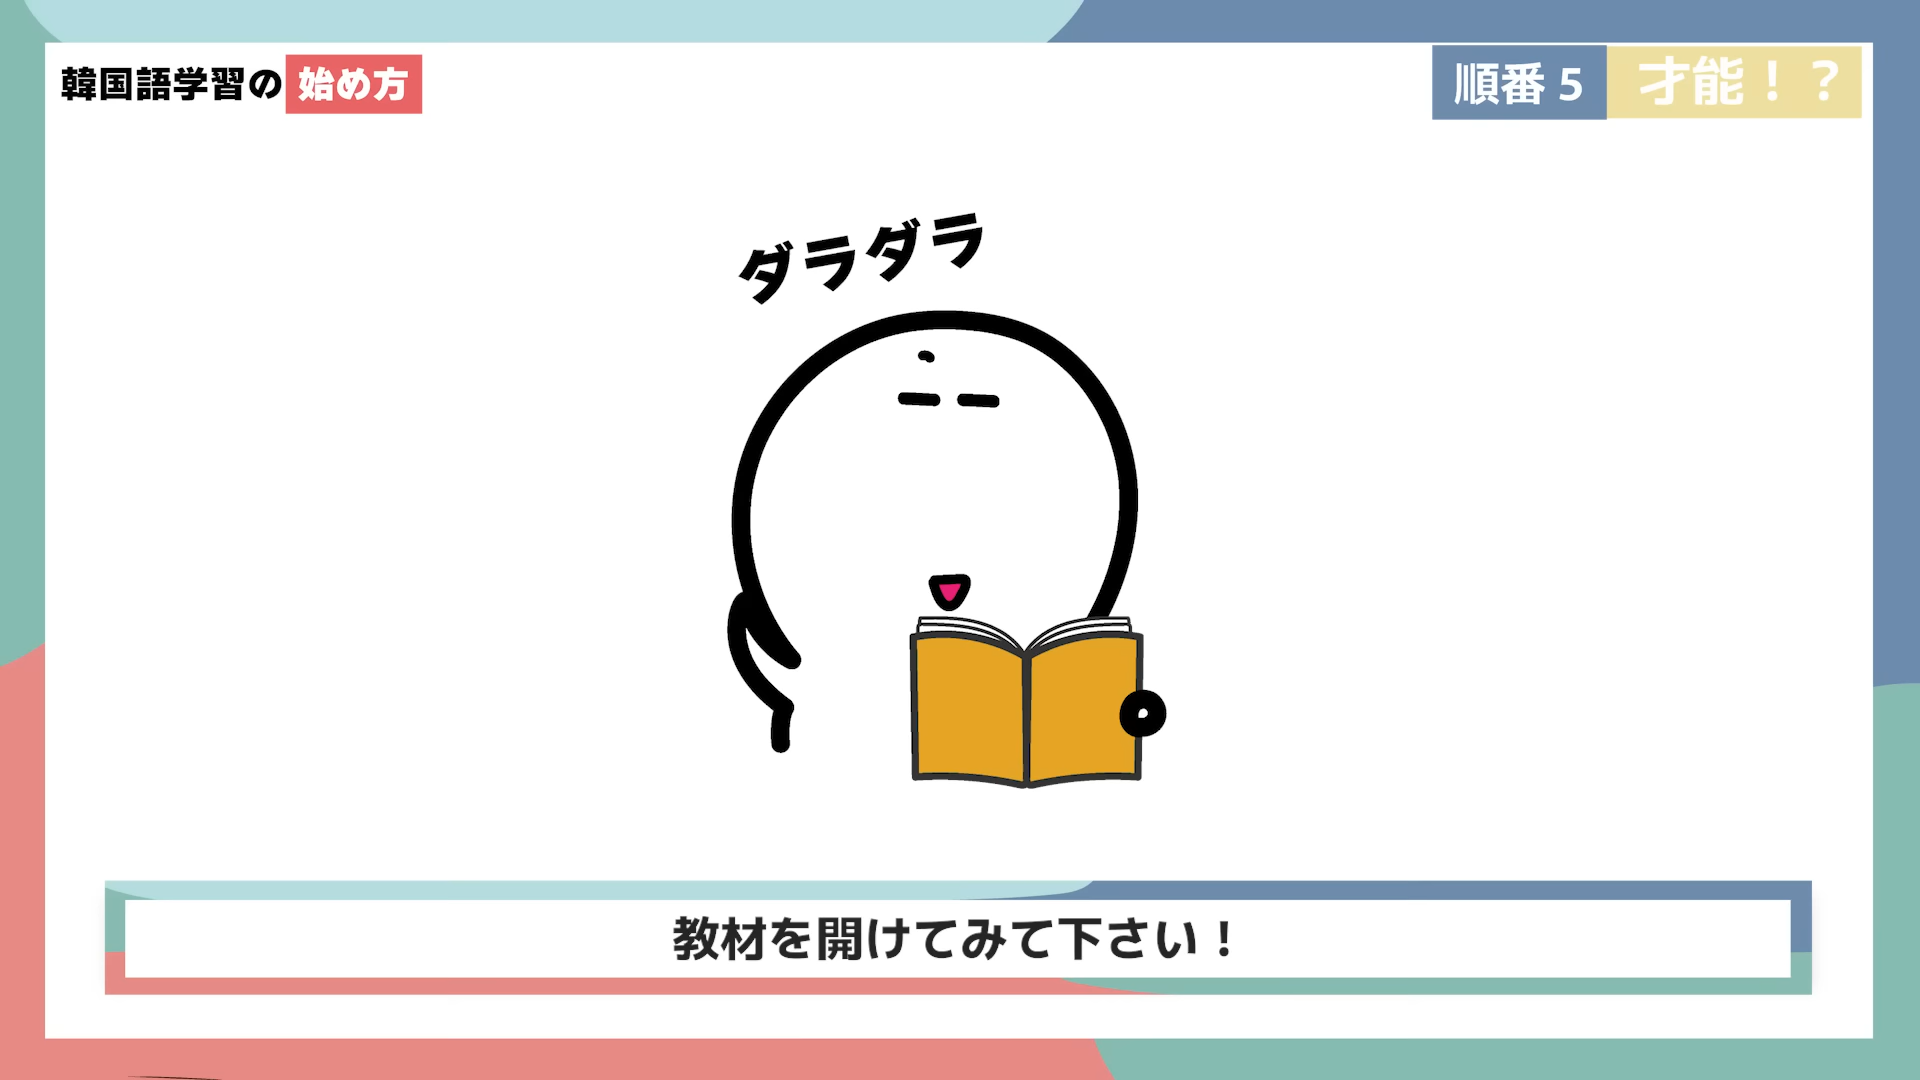 韓国語学習の始め方
順番5 才能！？
ダラダラ
教材を開けてみて下さい！